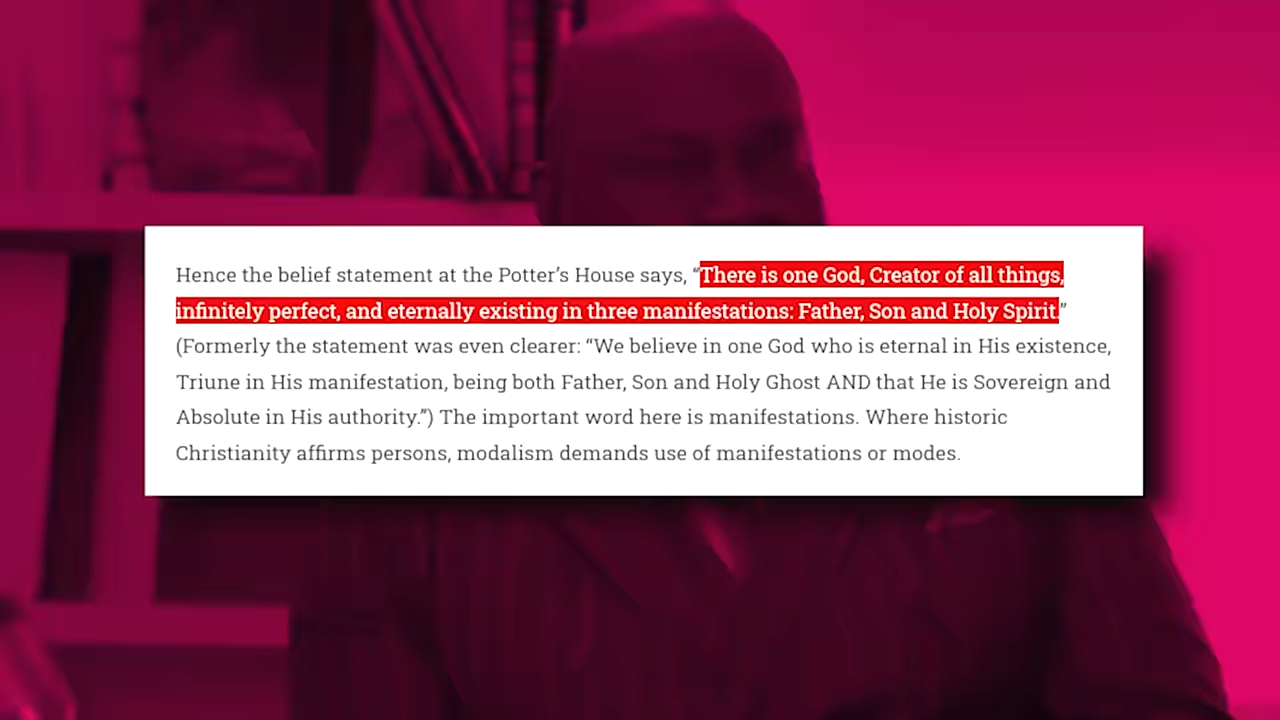 Hence the belief statement at the Potter’s House says, “There is one God, Creator of all things,
infinitely perfect, and eternally existing in three manifestations: Father, Son and Holy Spirit.”
(Formerly the statement was even clearer: “We believe in one God who is eternal in His existence,
Triune in His manifestation, being both Father, Son and Holy Ghost AND that He is Sovereign and
Absolute in His authority.”) The important word here is manifestations. Where historic
Christianity affirms persons, modalism demands use of manifestations or modes.